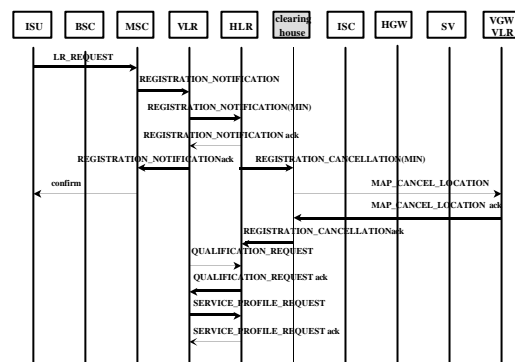 ISU
BSC
MSC
VLR
HLR
clearing
house
ISC
HGW
SV
VGW
VLR
LR_REQUEST
REGISTRATION_NOTIFICATION
REGISTRATION_NOTIFICATION(MIN)
REGISTRATION_NOTIFICATION ack
REGISTRATION_NOTIFICATIONack
REGISTRATION_CANCELLATION(MIN)
confirm
MAP_CANCEL_LOCATION
MAP_CANCEL_LOCATION ack
REGISTRATION_CANCELLATIONack
QUALIFICATION_REQUEST
QUALIFICATION_REQUEST ack
SERVICE_PROFILE_REQUEST
SERVICE_PROFILE_REQUEST ack